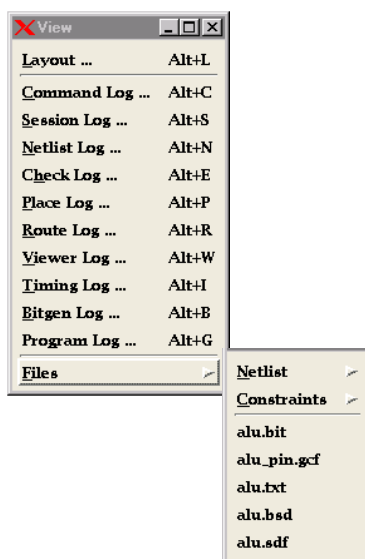 View
Layout ... Alt+L
Command Log ... Alt+C
Session Log ... Alt+S
Netlist Log ... Alt+N
Check Log ... Alt+E
Place Log ... Alt+P
Route Log ... Alt+R
Viewer Log ... Alt+W
Timing Log ... Alt+I
Bitgen Log ... Alt+B
Program Log ... Alt+G
Files
Netlist
Constraints
alu.bit
alu_pin.gcf
alu.txt
alu.bsd
alu.sdf